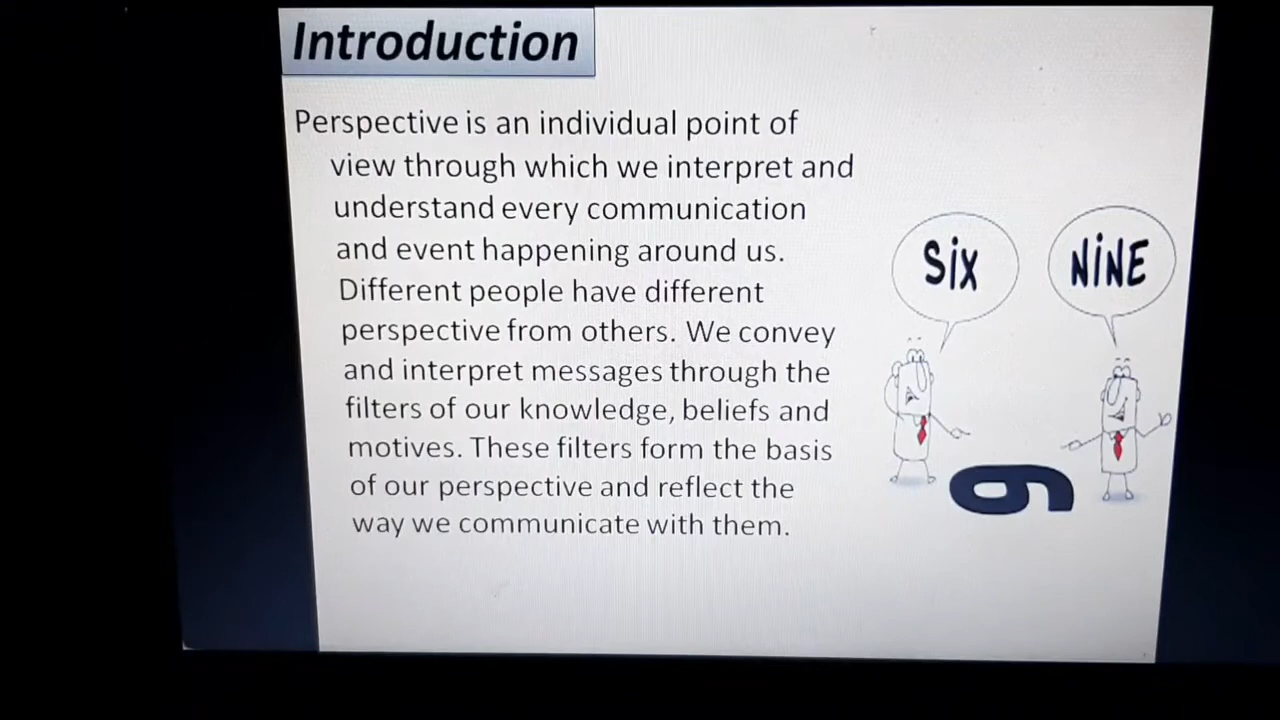 Introduction
Perspective is an individual point of
view through which we interpret and
understand every communication
and event happening around us.
Different people have different
perspective from others. We convey
and interpret messages through the
filters of our knowledge, beliefs and
motives. These filters form the basis
of our perspective and reflect the
way we communicate with them.
SiX
NiNE
6